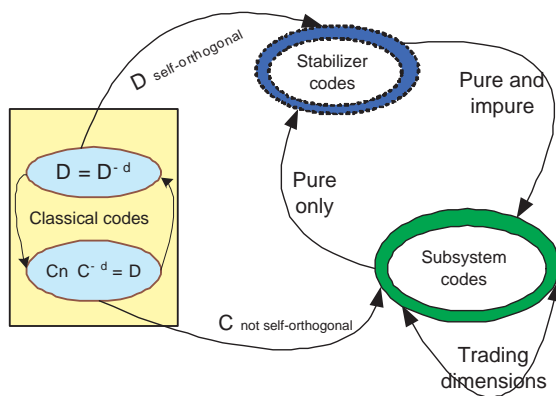 D self-orthogonal
Stabilizer
codes
Pure and
impure
D = D^- d
Classical codes
Cn C^- d = D
Pure
only
Subsystem
codes
C not self-orthogonal
Trading
dimensions